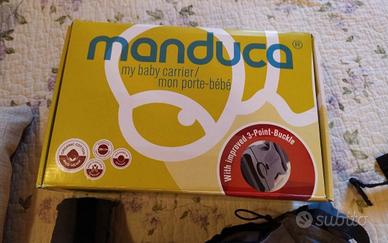 manduca®
my baby carrier/
mon porte-bébé
With improved 3-Point-Buckle
subito